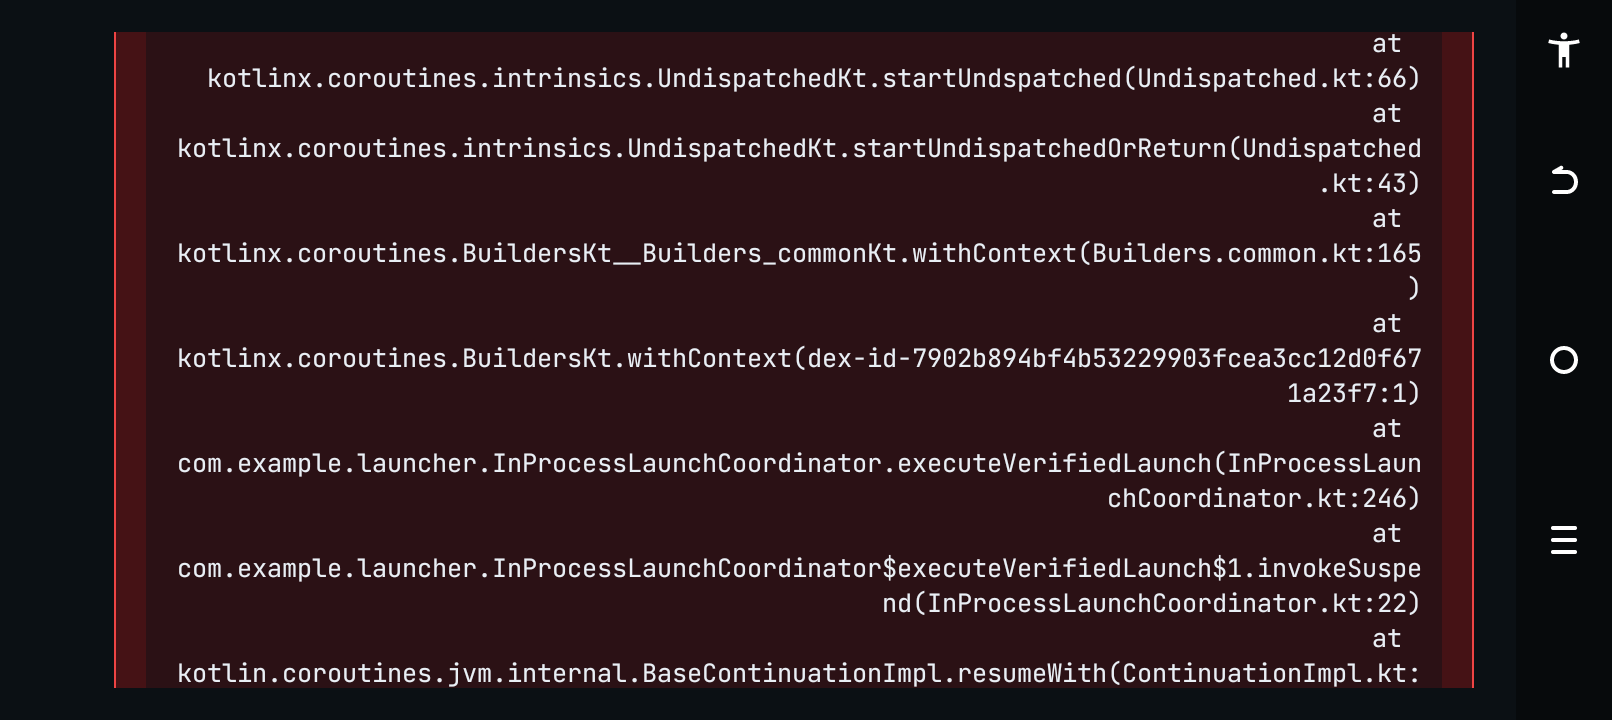 at
kotlinx.coroutines.intrinsics.UndispatchedKt.startUndspatched(Undispatched.kt:66)
at
kotlinx.coroutines.intrinsics.UndispatchedKt.startUndispatchedOrReturn(Undispatched
.kt:43)
at
kotlinx.coroutines.BuildersKt__Builders_commonKt.withContext(Builders.common.kt:165
)
at
kotlinx.coroutines.BuildersKt.withContext(dex-id-7902b894bf4b53229903fcea3cc12d0f67
1a23f7:1)
at
com.example.launcher.InProcessLaunchCoordinator.executeVerifiedLaunch(InProcessLaun
chCoordinator.kt:246)
at
com.example.launcher.InProcessLaunchCoordinator$executeVerifiedLaunch$1.invokeSuspe
nd(InProcessLaunchCoordinator.kt:22)
at
kotlin.coroutines.jvm.internal.BaseContinuationImpl.resumeWith(ContinuationImpl.kt: